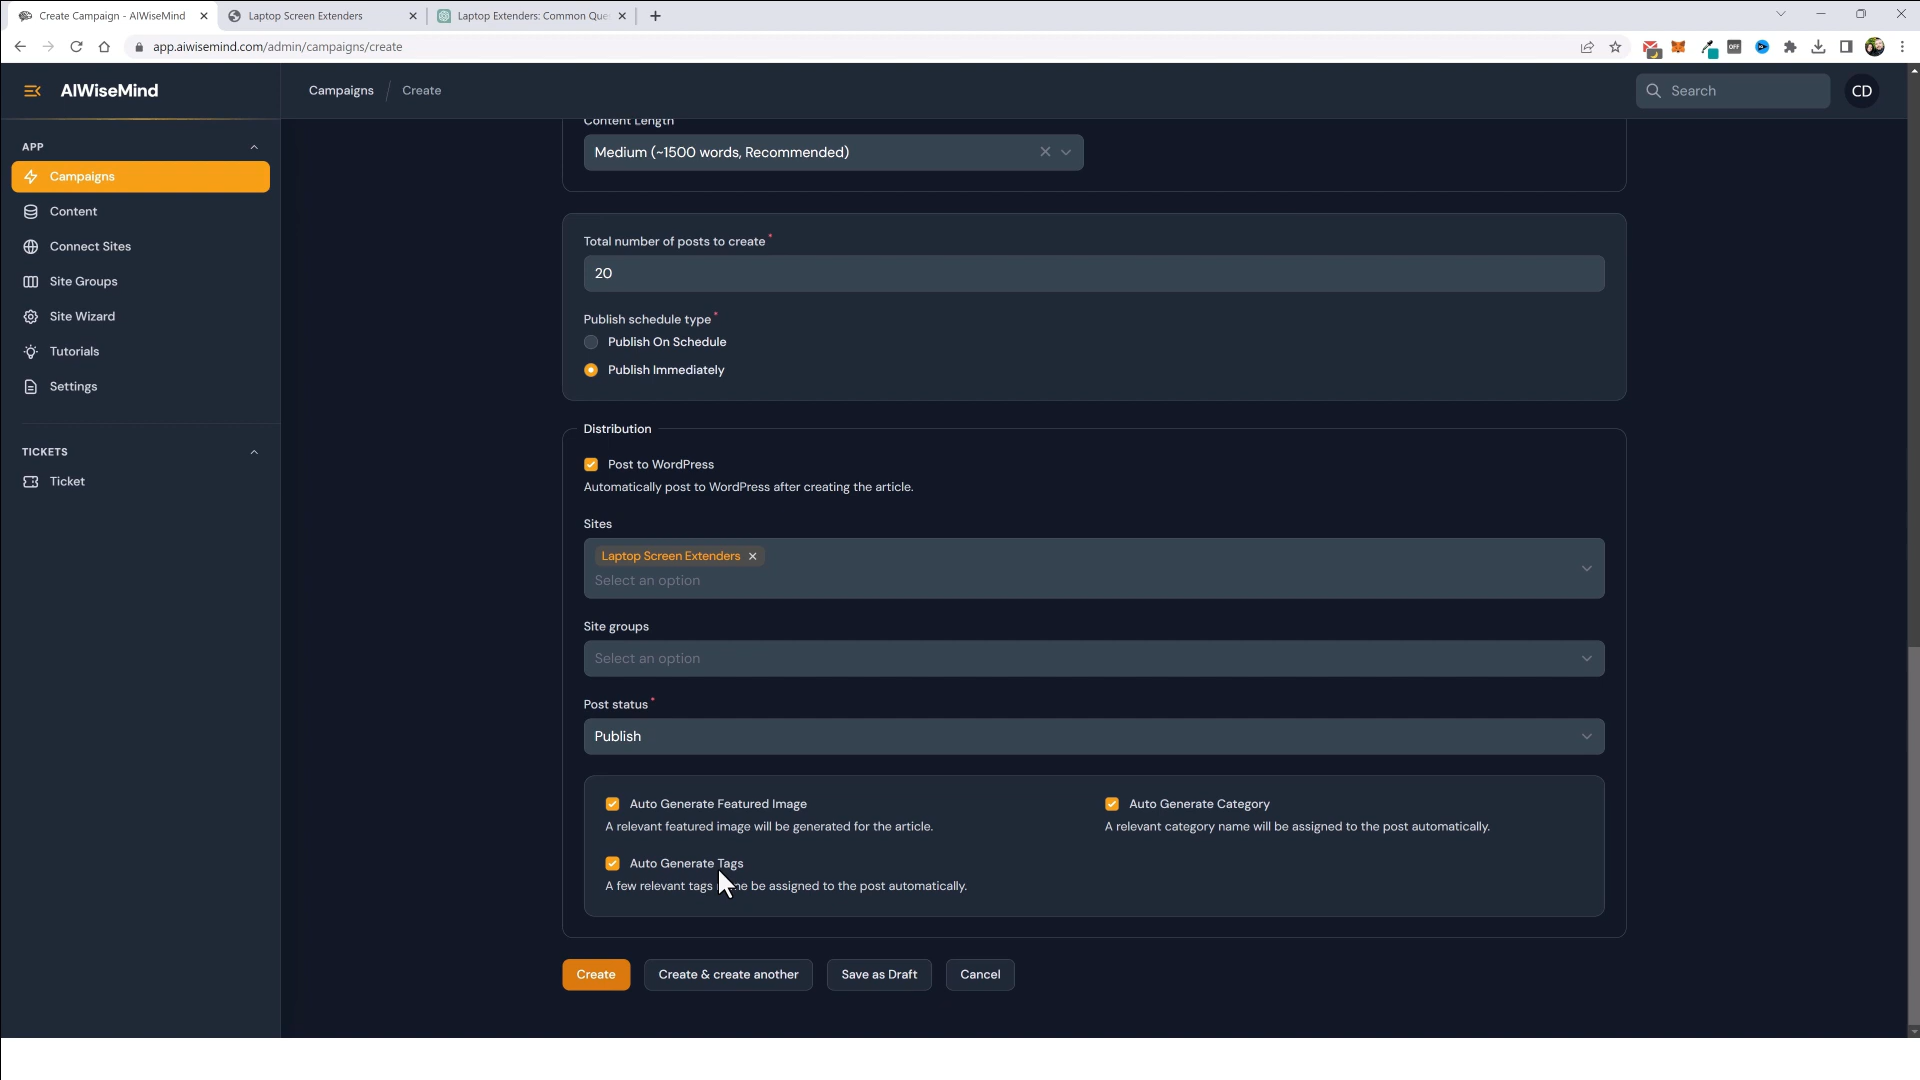 Create Campaign - AIWiseMind
Laptop Screen Extenders
Laptop Extenders: Common Que
app.aiwisemind.com/admin/campaigns/create
OFF
AIWiseMind
Campaigns / Create
Search
CD
APP
Campaigns
Content
Connect Sites
Site Groups
Site Wizard
Tutorials
Settings
TICKETS
Ticket
Content Length
Medium (~1500 words, Recommended)
Total number of posts to create *
20
Publish schedule type *
Publish On Schedule
Publish Immediately
Distribution
Post to WordPress
Automatically post to WordPress after creating the article.
Sites
Laptop Screen Extenders
Select an option
Site groups
Select an option
Post status *
Publish
Auto Generate Featured Image
A relevant featured image will be generated for the article.
Auto Generate Category
A relevant category name will be assigned to the post automatically.
Auto Generate Tags
A few relevant tags be assigned to the post automatically.
Create
Create & create another
Save as Draft
Cancel